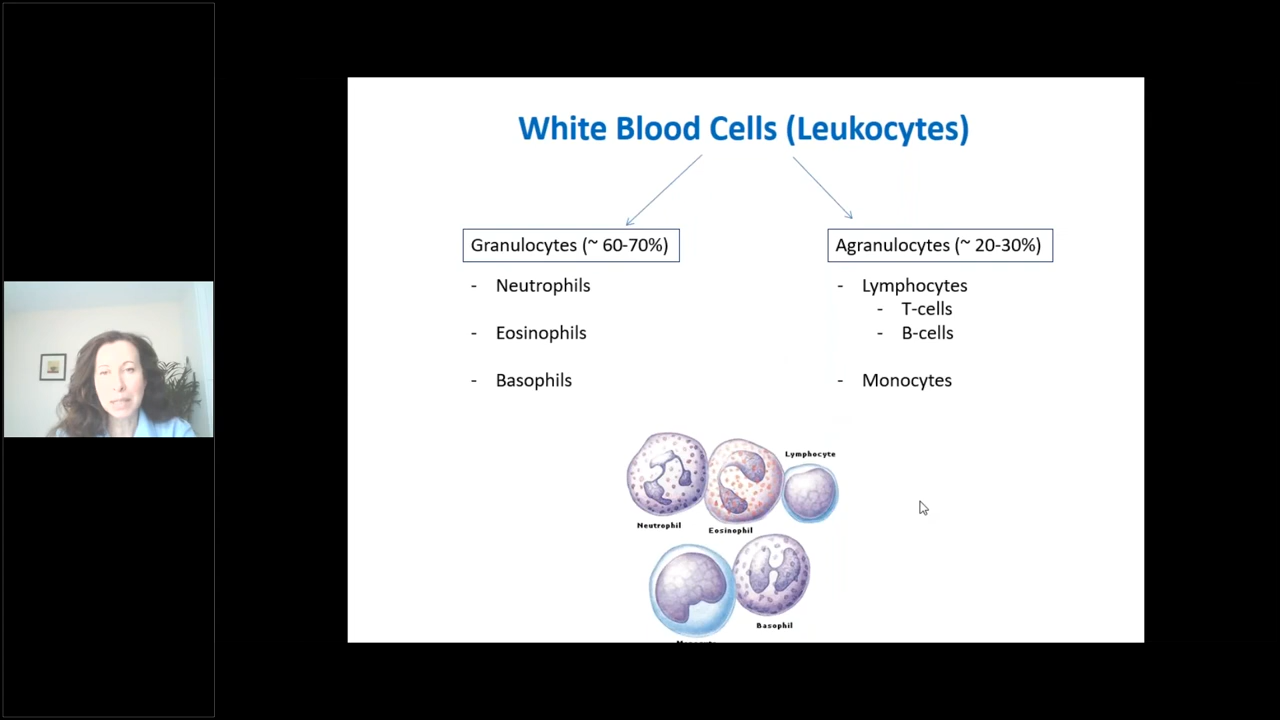 White Blood Cells (Leukocytes)
Granulocytes (~ 60-70%)
- Neutrophils
- Eosinophils
- Basophils
Agranulocytes (~ 20-30%)
- Lymphocytes
- T-cells
- B-cells
- Monocytes
Lymphocyte
Neutrophil
Eosinophil
Basophil